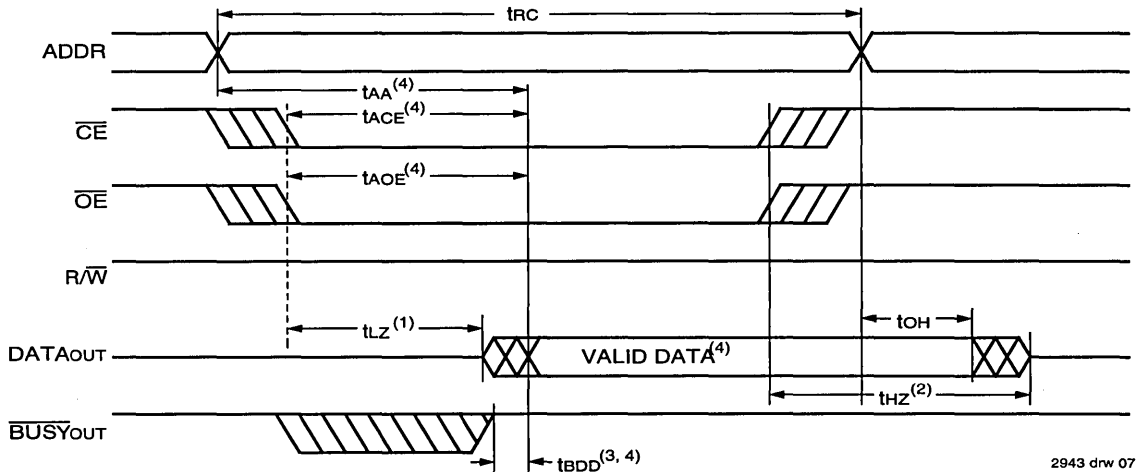 tRC
ADDR
tAA(4)
CE
tACE(4)
OE
tAOE(4)
R/W
tLZ(1)
tOH
DATAOUT
VALID DATA(4)
tHZ(2)
BUSYOUT
tBDD(3, 4)
2943 drw 07